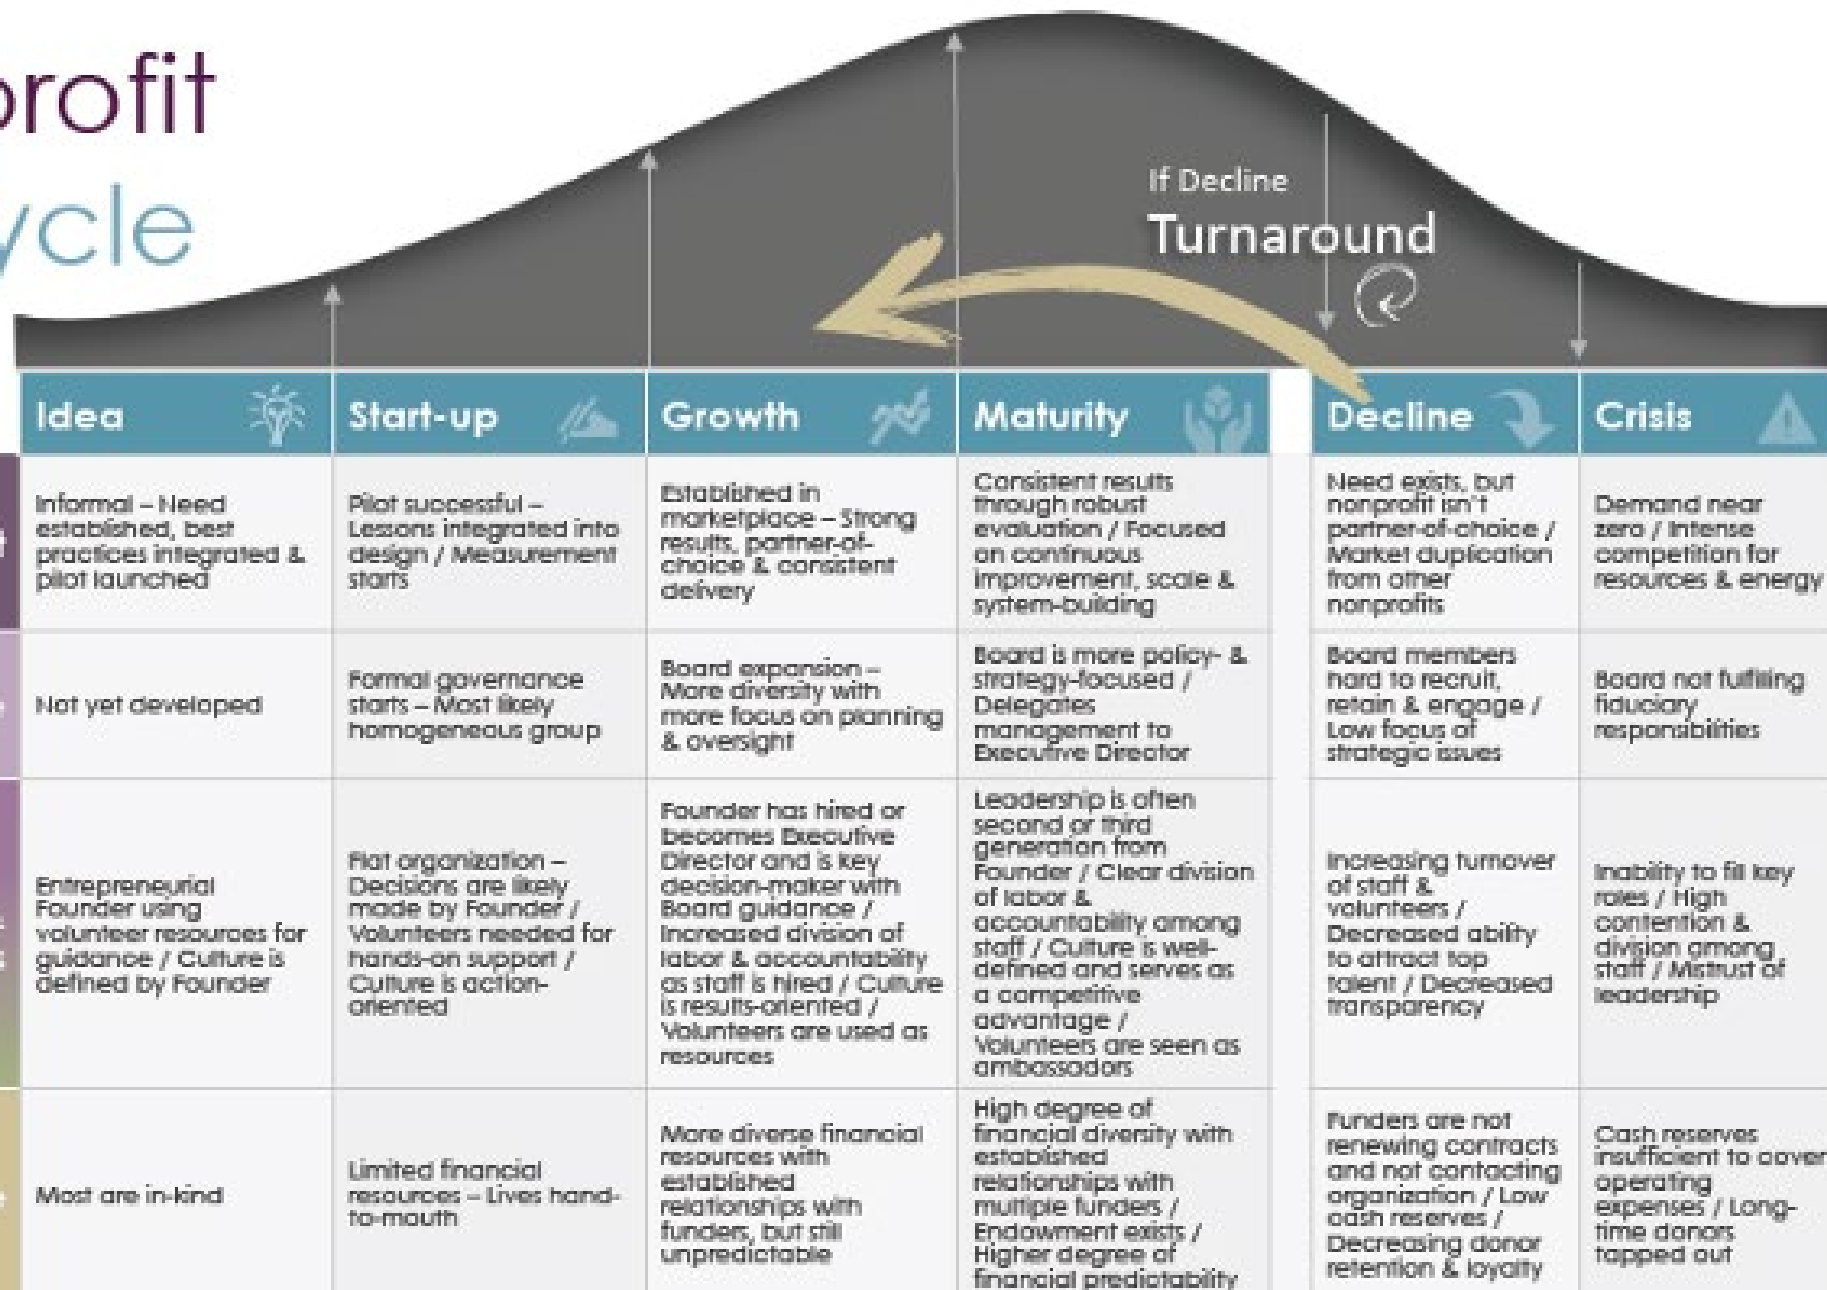 profit
ycle
If Decline
Turnaround
Idea
Start-up
Growth
Maturity
Decline
Crisis
Informal – Need
established, best
practices integrated &
pilot launched
Pilot successful –
Lessons integrated into
design / Measurement
starts
Established in
marketplace – Strong
results, partner-of-
choice & consistent
delivery
Consistent results
through robust
evaluation / Focused
on continuous
improvement, scale &
system-building
Need exists, but
nonprofit isn't
partner-of-choice /
Market duplication
from other
nonprofits
Demand near
zero / Intense
competition for
resources & energy
Not yet developed
Formal governance
starts – Most likely
homogeneous group
Board expansion –
More diversity with
more focus on planning
& oversight
Board is more policy- &
strategy-focused /
Delegates
management to
Executive Director
Board members
hard to recruit,
retain & engage /
Low focus of
strategic issues
Board not fulfilling
fiduciary
responsibilities
Entrepreneurial
Founder using
volunteer resources for
guidance / Culture is
defined by Founder
Flat organization –
Decisions are likely
made by Founder /
Volunteers needed for
hands-on support /
Culture is action-
oriented
Founder has hired or
becomes Executive
Director and is key
decision-maker with
Board guidance /
Increased division of
labor & accountability
as staff is hired / Culture
is results-oriented /
Volunteers are used as
resources
Leadership is often
second or third
generation from
Founder / Clear division
of labor &
accountability among
staff / Culture is well-
defined and serves as
a competitive
advantage /
Volunteers are seen as
ambassadors
Increasing turnover
of staff &
volunteers /
Decreased ability
to attract top
talent / Decreased
transparency
Inability to fill key
roles / High
contention &
division among
staff / Mistrust of
leadership
Most are in-kind
Limited financial
resources – Lives hand-
to-mouth
More diverse financial
resources with
established
relationships with
funders, but still
unpredictable
High degree of
financial diversity with
established
relationships with
multiple funders /
Endowment exists /
Higher degree of
financial predictability
Funders are not
renewing contracts
and not contacting
organization / Low
cash reserves /
Decreasing donor
retention & loyalty
Cash reserves
insufficient to cover
operating
expenses / Long-
time donors
tapped out